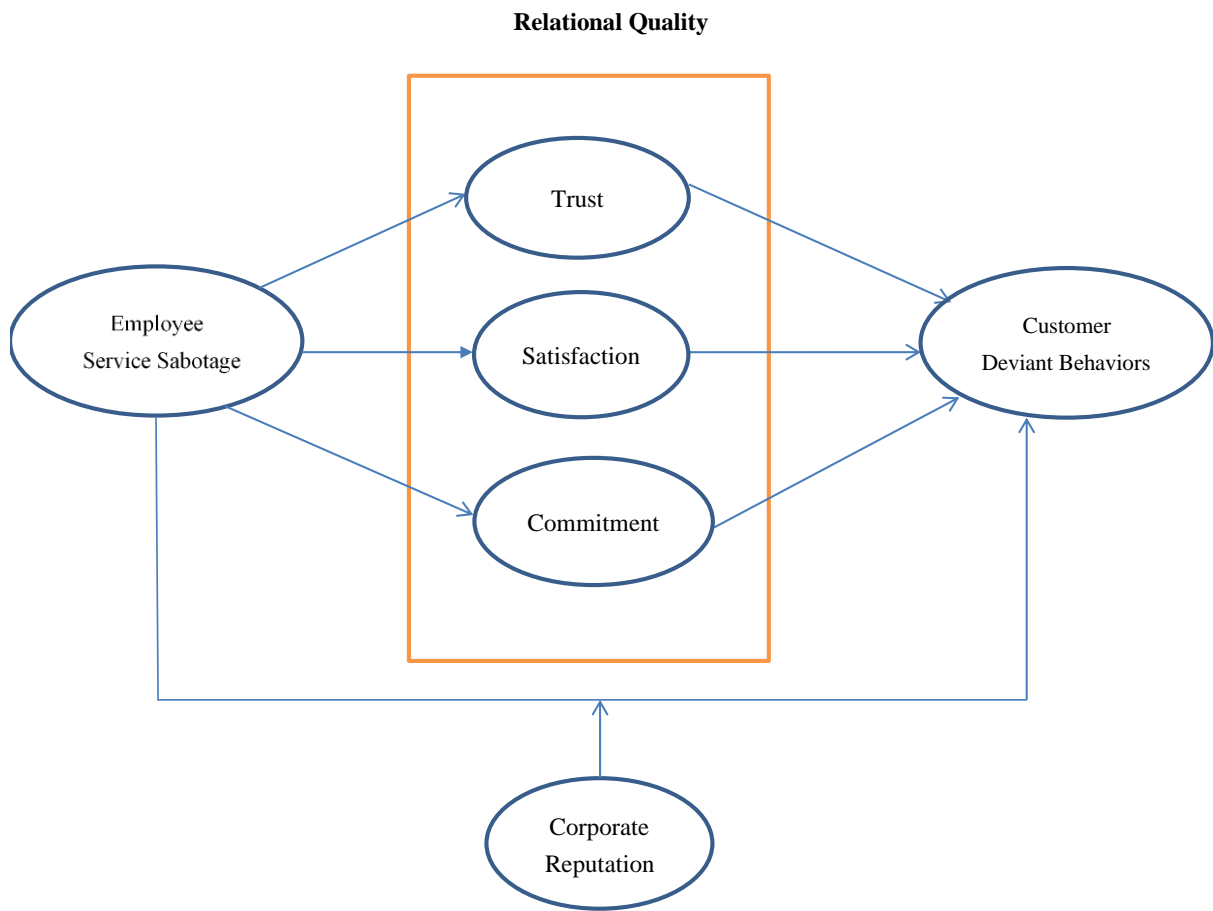 Relational Quality
Trust
Employee
Service Sabotage
Satisfaction
Customer
Deviant Behaviors
Commitment
Corporate
Reputation